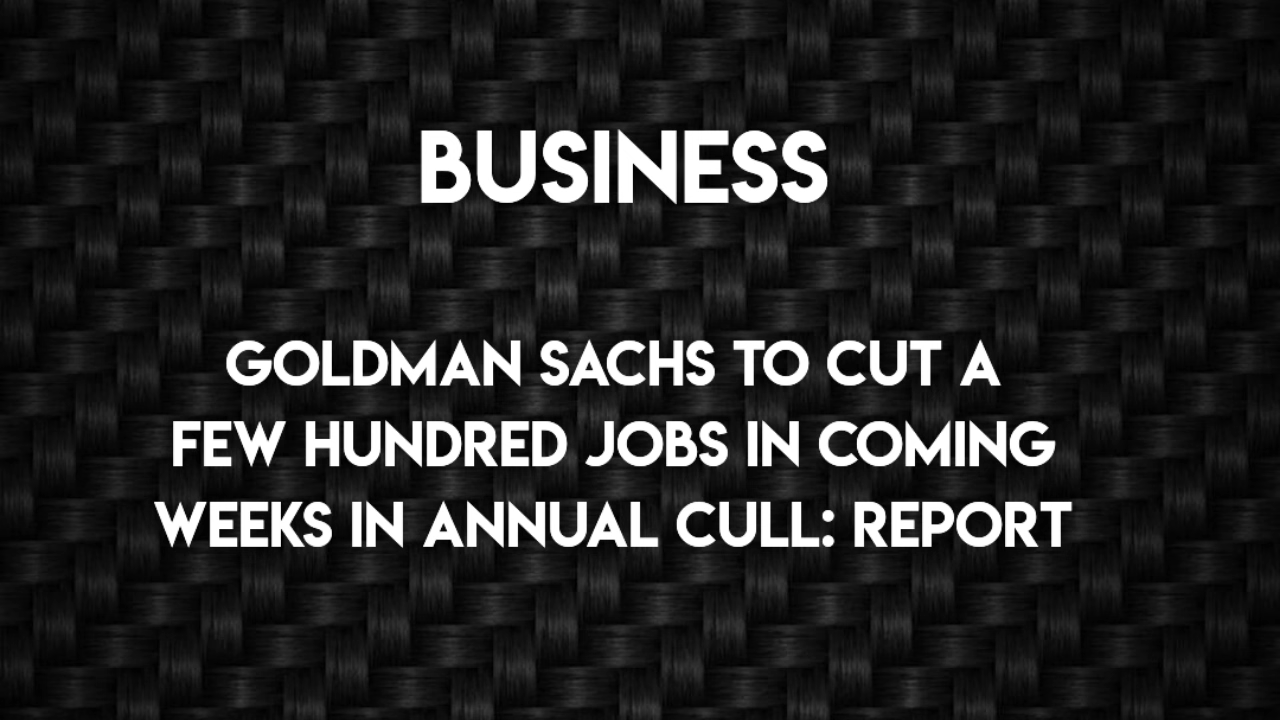 BUSINESS
GOLDMAN SACHS TO CUT A
FEW HUNDRED JOBS IN COMING
WEEKS IN ANNUAL CULL: REPORT